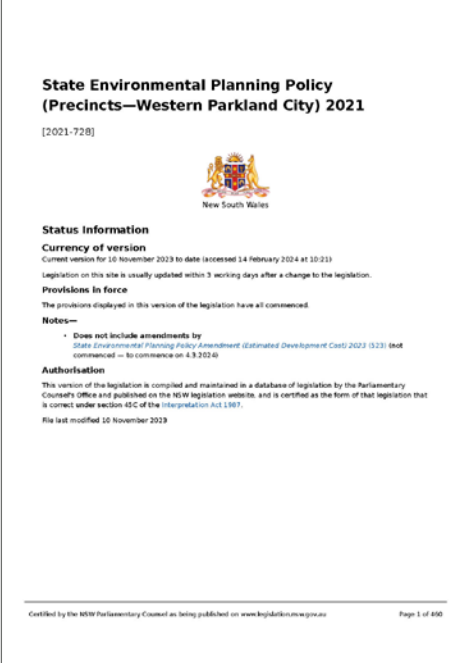 State Environmental Planning Policy
(Precincts—Western Parkland City) 2021
[2021-728]
New South Wales
Status Information
Currency of version
Current version for 10 November 2023 to date (accessed 14 February 2024 at 10:21)
Legislation on this site is usually updated within 3 working days after a change to the legislation.
Provisions in force
The provisions displayed in this version of the legislation have all commenced.
Notes—
• Does not include amendments by
State Environmental Planning Policy Amendment (Estimated Development Cost) 2023 (523) (not
commenced — to commence on 4.3.2024)
Authorisation
This version of the legislation is compiled and maintained in a database of legislation by the Parliamentary
Counsel's Office and published on the NSW legislation website, and is certified as the form of that legislation that
is correct under section 45C of the Interpretation Act 1987.
File last modified 10 November 2023
Certified by the NSW Parliamentary Counsel as being published on www.legislation.nsw.gov.au
Page 1 of 460